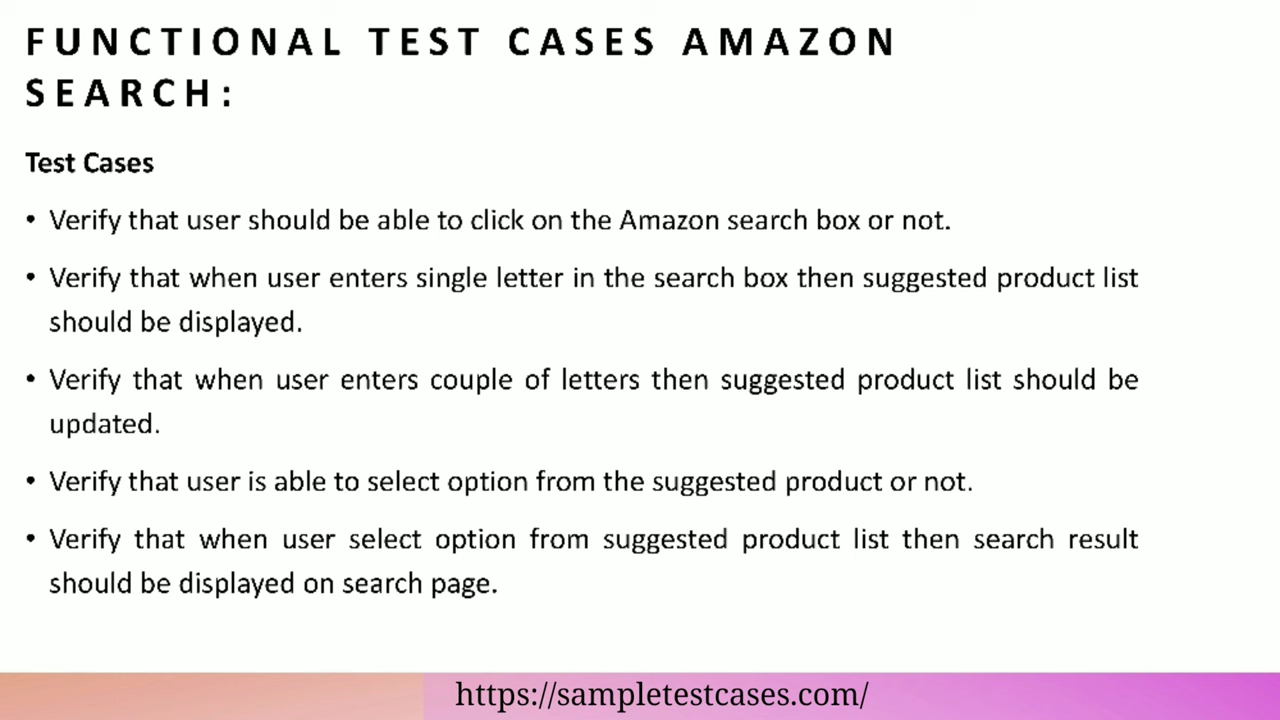 FUNCTIONAL TEST CASES AMAZON
SEARCH:
Test Cases
• Verify that user should be able to click on the Amazon search box or not.
• Verify that when user enters single letter in the search box then suggested product list
should be displayed.
• Verify that when user enters couple of letters then suggested product list should be
updated.
• Verify that user is able to select option from the suggested product or not.
• Verify that when user select option from suggested product list then search result
should be displayed on search page.
https://sampletestcases.com/